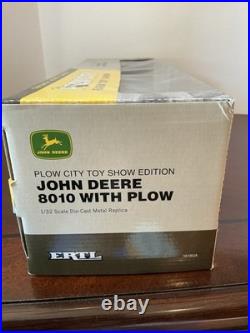 JOHN DEERE
PLOW CITY TOY SHOW EDITION
JOHN DEERE
8010 WITH PLOW
1/32 Scale Die-Cast Metal Replica
ERTL